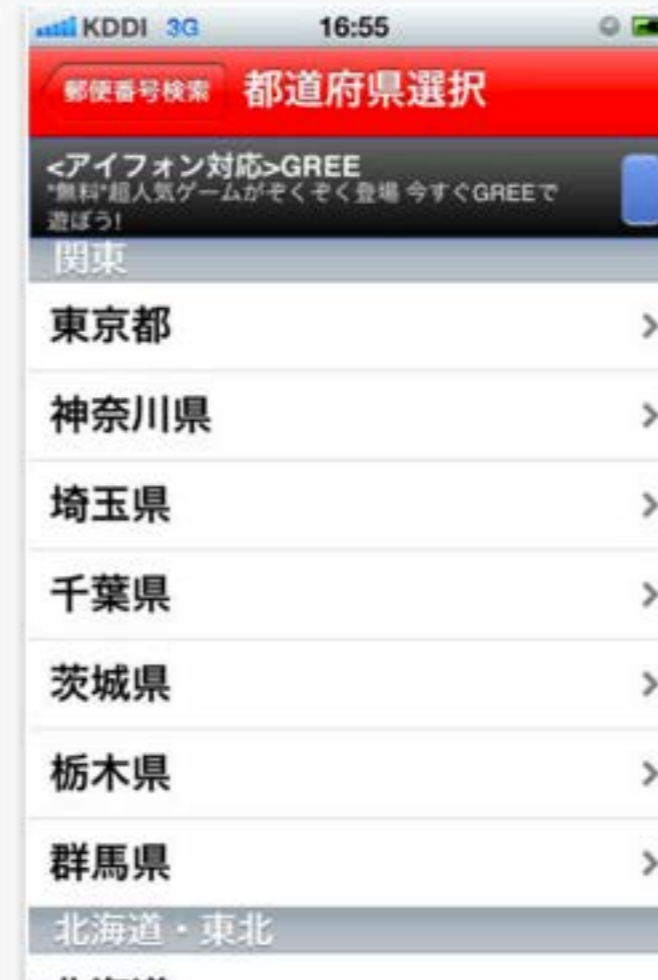 KDDI 3G 16:55
郵便番号検索 都道府県選択
<アイフォン対応>GREE
*無料*超人気ゲームがぞくぞく登場 今すぐGREEで
遊ぼう!
関東
東京都
神奈川県
埼玉県
千葉県
茨城県
栃木県
群馬県
北海道・東北